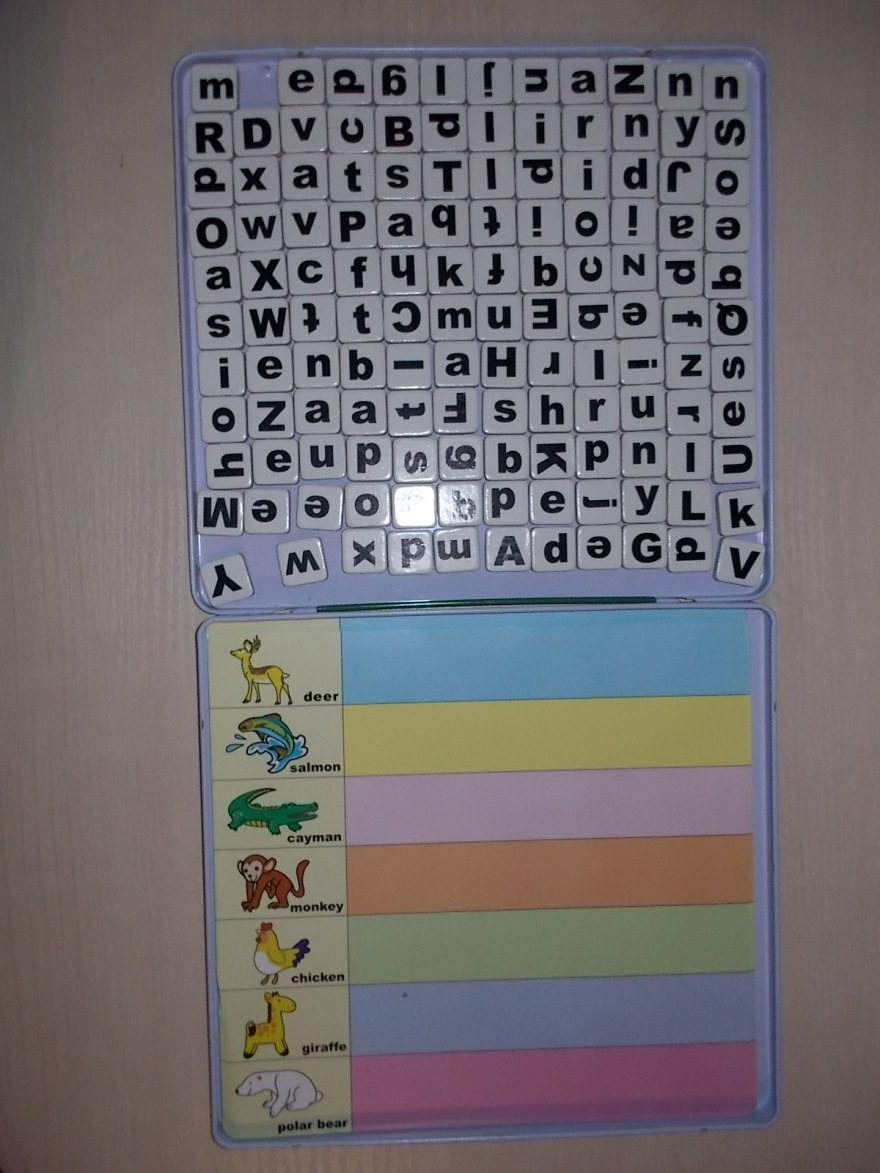 m e d g l j u a N n n
R D v c B d l i r n y S
d x a t s T l d i d J o
O w v P a q t i o i a e
a X c f h k f b c z p b
s W t t C m u E b e f Q
i e n b l a H r l i z s
o Z a a t F s h r u r e
h e u p s g b K p n l U
M e e o p e j y L k
Y w x p m A d e G d V
deer
salmon
cayman
monkey
chicken
giraffe
polar bear